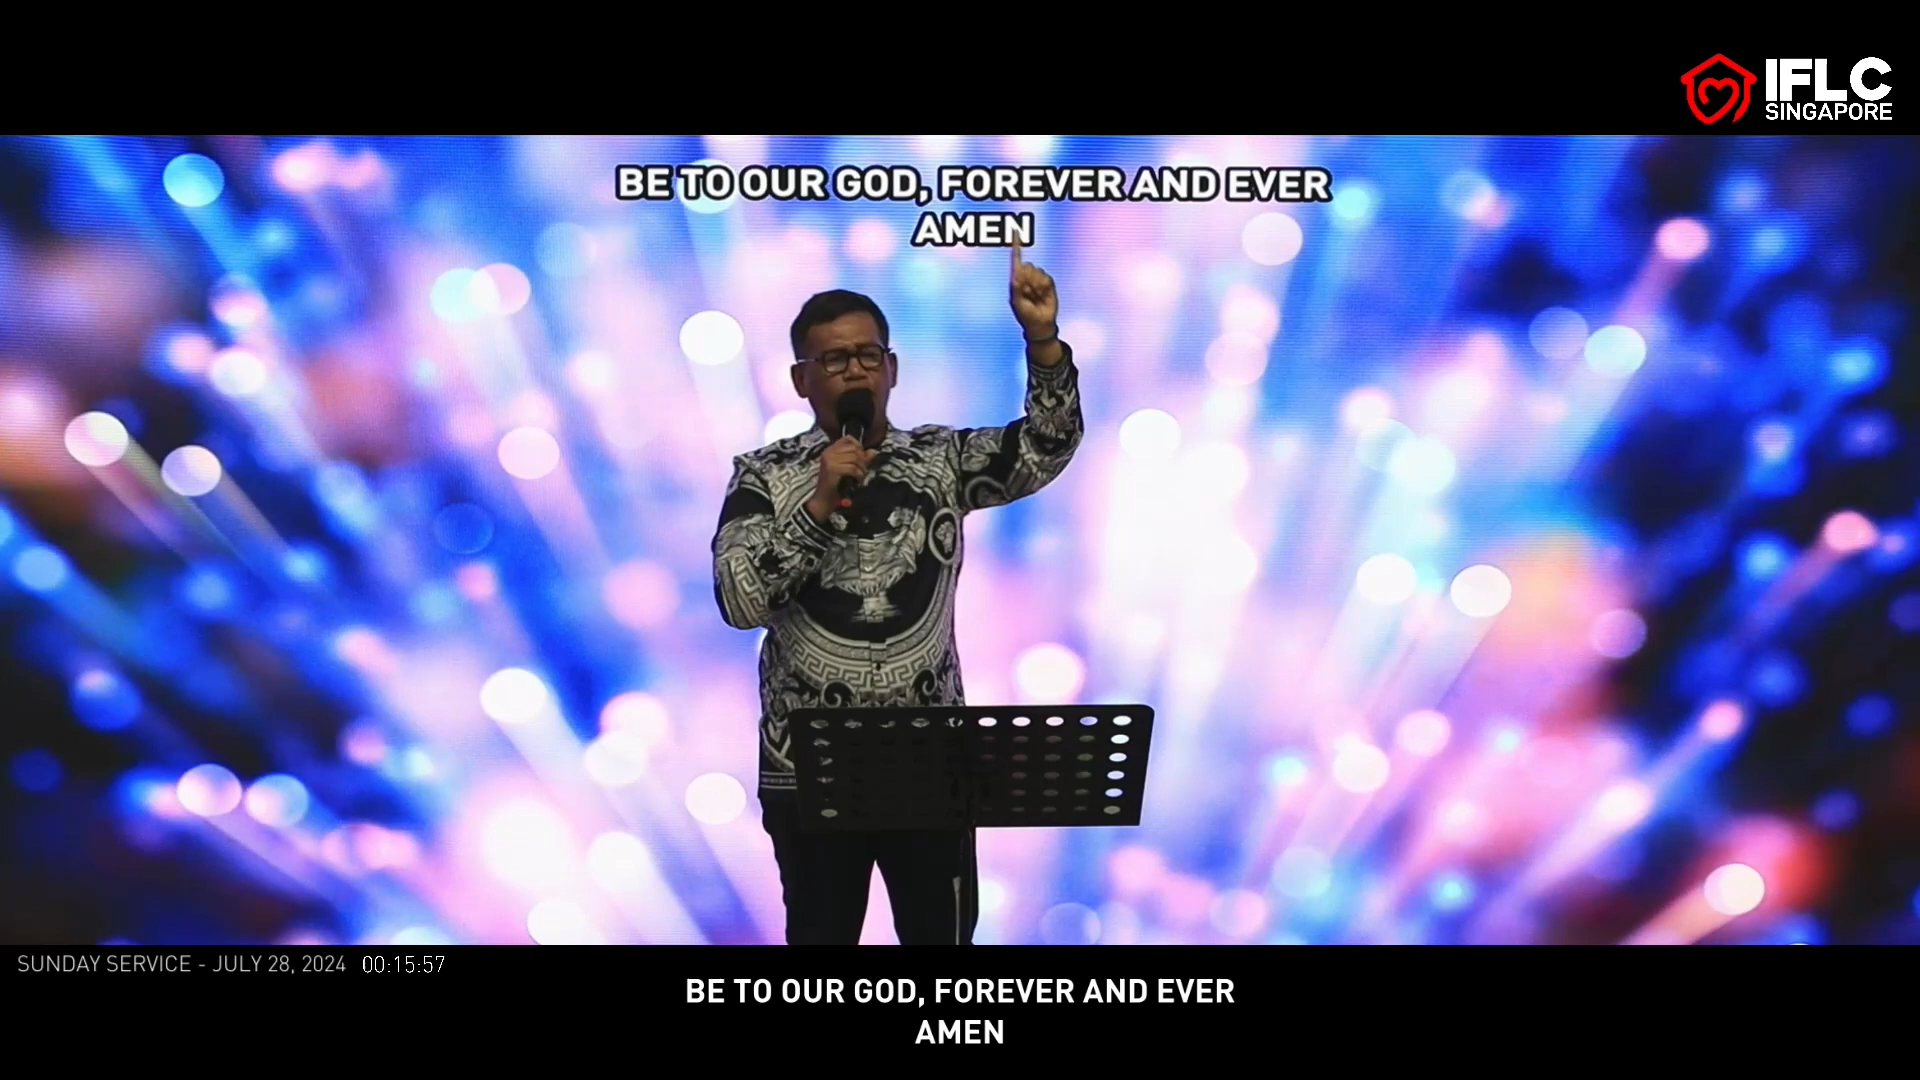 IFLC
SINGAPORE
BE TO OUR GOD, FOREVER AND EVER
AMEN
SUNDAY SERVICE - JULY 28, 2024 00:15:57
BE TO OUR GOD, FOREVER AND EVER
AMEN